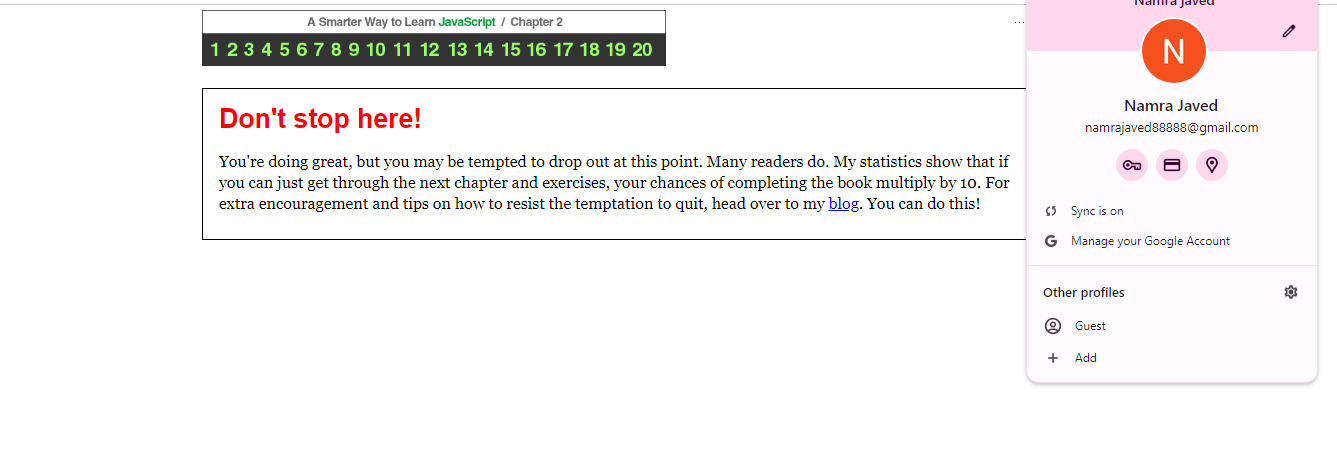 A Smarter Way to Learn JavaScript / Chapter 2
1 2 3 4 5 6 7 8 9 10 11 12 13 14 15 16 17 18 19 20
Don't stop here!
You're doing great, but you may be tempted to drop out at this point. Many readers do. My statistics show that if
you can just get through the next chapter and exercises, your chances of completing the book multiply by 10. For
extra encouragement and tips on how to resist the temptation to quit, head over to my blog. You can do this!
...
Namra Javed
N
Namra Javed
namrajaved88888@gmail.com
Sync is on
Manage your Google Account
Other profiles
Guest
Add